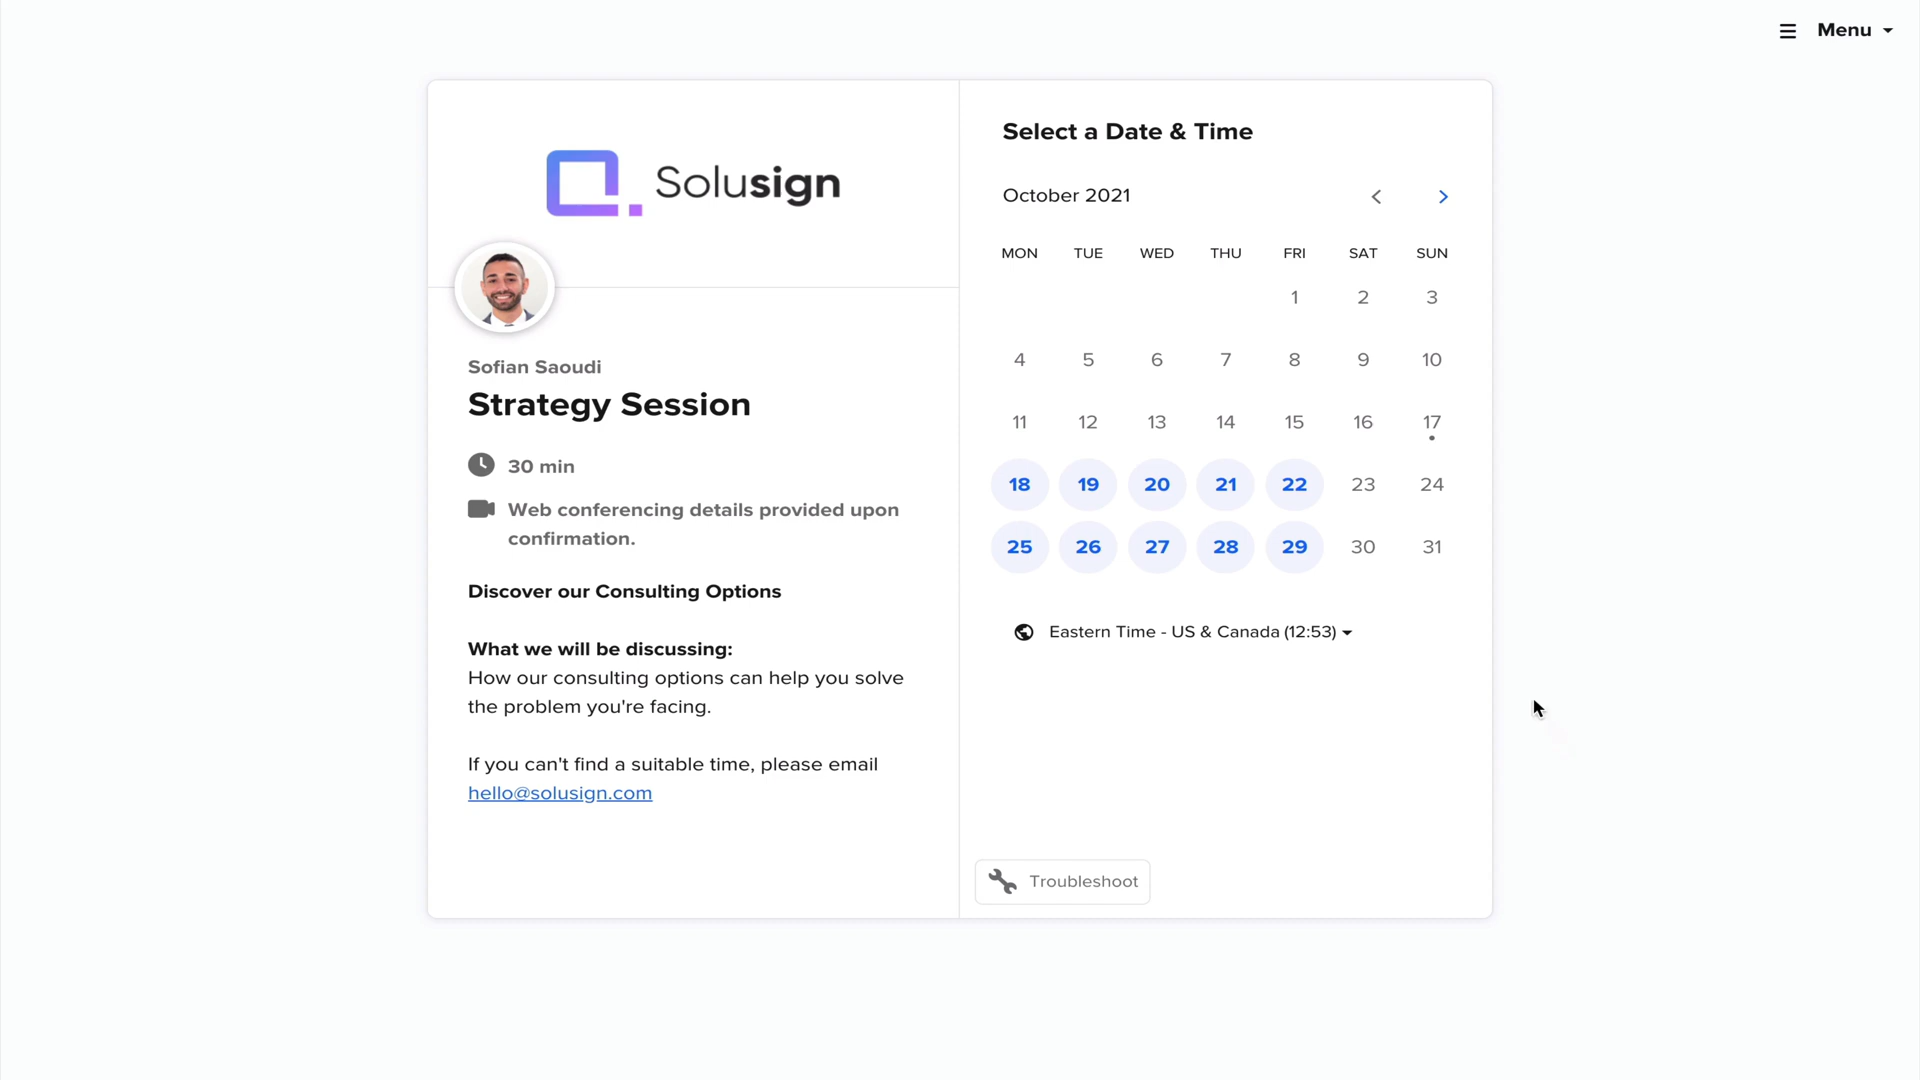 Menu
Solusign
Sofian Saoudi
Strategy Session
30 min
Web conferencing details provided upon
confirmation.
Discover our Consulting Options
What we will be discussing:
How our consulting options can help you solve
the problem you're facing.
If you can't find a suitable time, please email
hello@solusign.com
Select a Date & Time
October 2021
MON TUE WED THU FRI SAT SUN
1 2 3
4 5 6 7 8 9 10
11 12 13 14 15 16 17
18 19 20 21 22 23 24
25 26 27 28 29 30 31
Eastern Time - US & Canada (12:53)
Troubleshoot